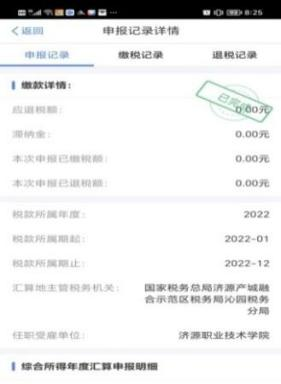 8:25
<返回
申报记录详情
申报记录
缴税记录
退税记录
缴款详情:
应退税额:
0.00元
滞纳金:
0.00元
本次申报已缴税额:
0.00元
本次申报已退税额:
0.00元
税款所属年度:
2022
税款所属期起:
2022-01
税款所属期止:
2022-12
汇算地主管税务机关:
国家税务总局济源产城融
合示范区税务局沁园税务
分局
任职受雇单位:
济源职业技术学院
综合所得年度汇算申报明细